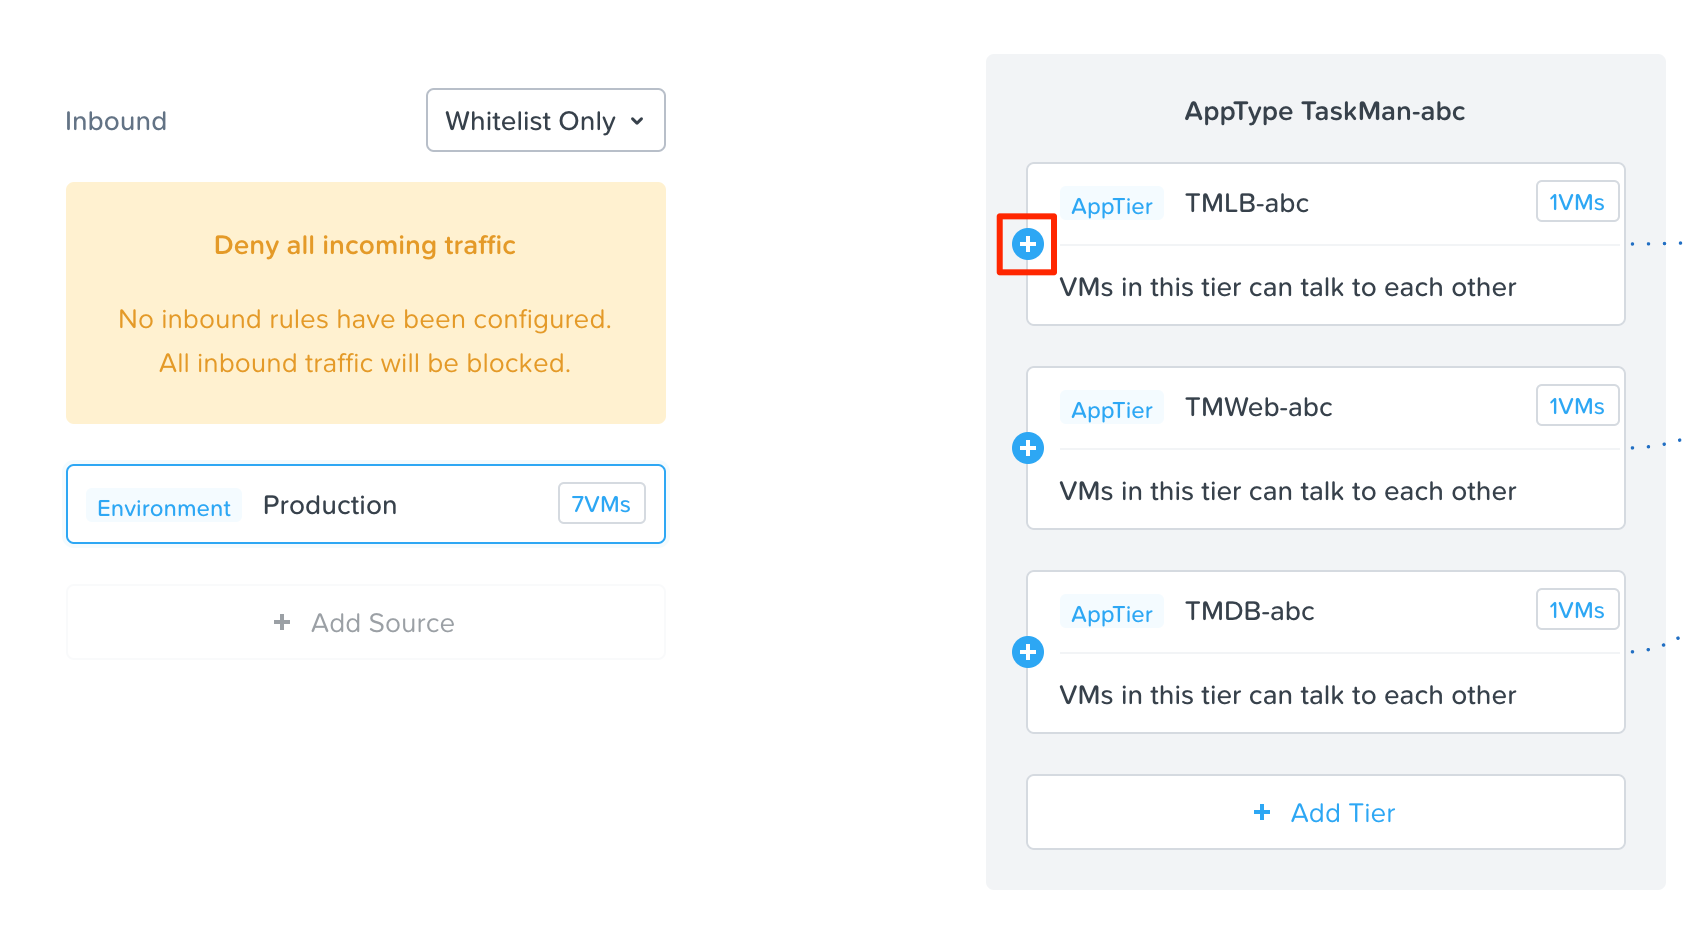 Inbound
Whitelist Only
Deny all incoming traffic
No inbound rules have been configured.
All inbound traffic will be blocked.
Environment Production 7VMs
+ Add Source
AppType TaskMan-abc
AppTier TMLB-abc 1VMs
VMs in this tier can talk to each other
AppTier TMWeb-abc 1VMs
VMs in this tier can talk to each other
AppTier TMDB-abc 1VMs
VMs in this tier can talk to each other
+ Add Tier